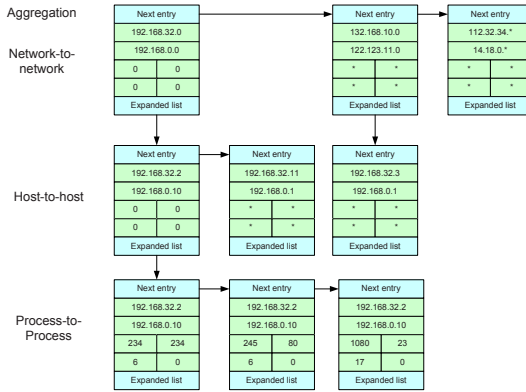 Aggregation
Network-to-network
Next entry
192.168.32.0
192.168.0.0
0 0
0 0
Expanded list
Next entry
132.168.10.0
122.123.11.0
* *
* *
Expanded list
Next entry
112.32.34.*
14.18.0.*
* *
* *
Expanded list
Host-to-host
Next entry
192.168.32.2
192.168.0.10
0 0
0 0
Expanded list
Next entry
192.168.32.11
192.168.0.1
* *
* *
Expanded list
Next entry
192.168.32.3
192.168.0.1
* *
* *
Expanded list
Process-to-
Process
Next entry
192.168.32.2
192.168.0.10
234 234
6 0
Expanded list
Next entry
192.168.32.2
192.168.0.10
245 80
6 0
Expanded list
Next entry
192.168.32.2
192.168.0.10
1080 23
17 0
Expanded list